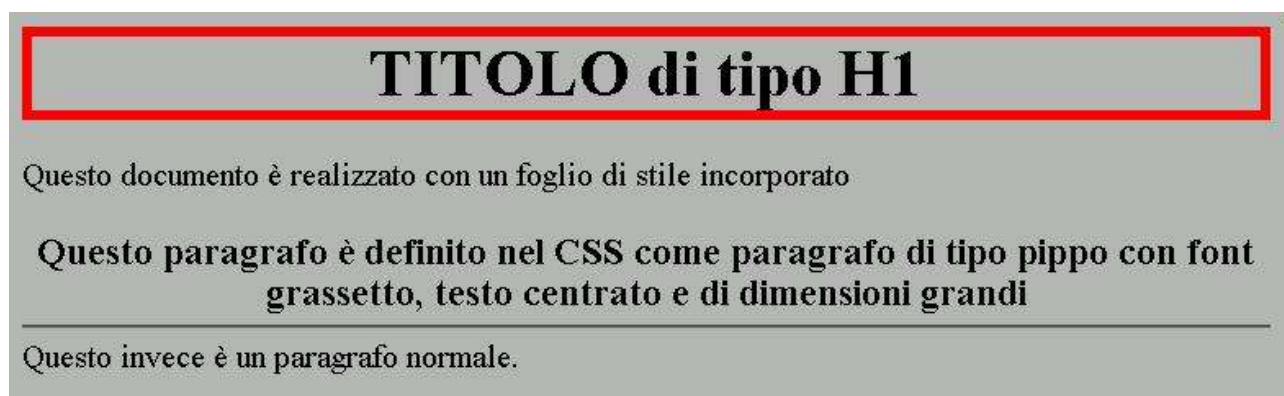 TITOLO di tipo H1
Questo documento è realizzato con un foglio di stile incorporato
Questo paragrafo è definito nel CSS come paragrafo di tipo pippo con font
grassetto, testo centrato e di dimensioni grandi
Questo invece è un paragrafo normale.